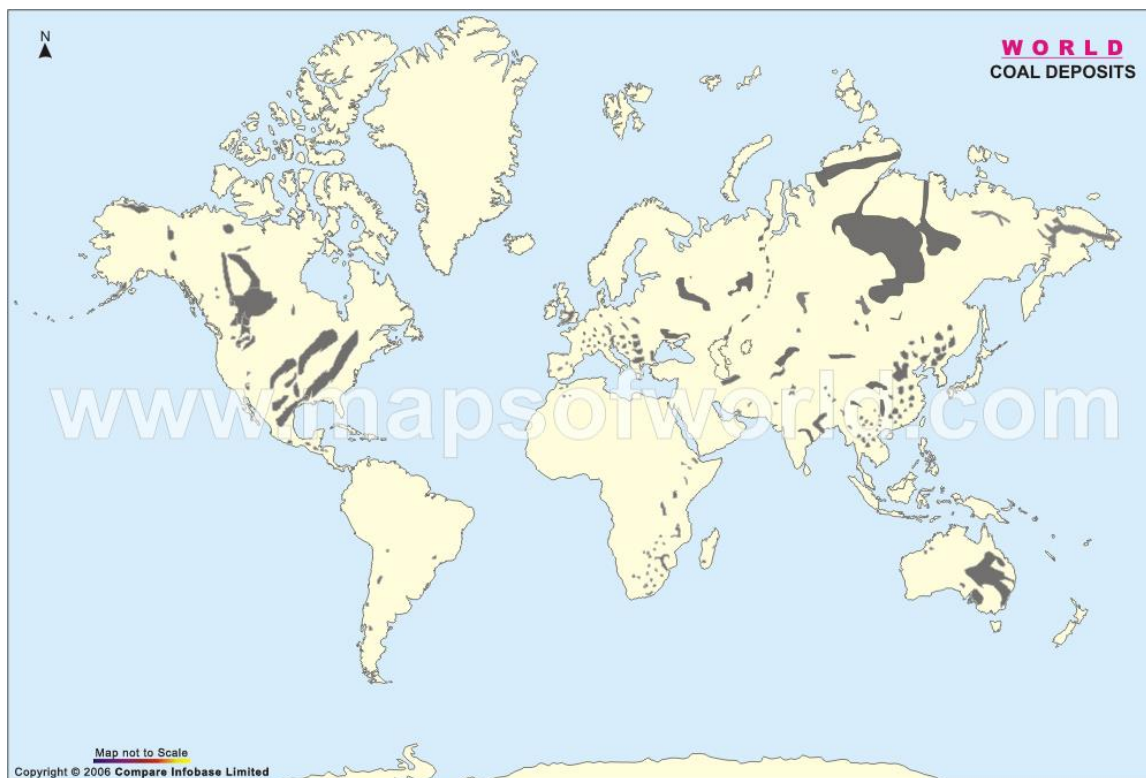 N
WORLD
COAL DEPOSITS
www.mapsofworld.com
Map not to Scale
Copyright © 2006 Compare Infobase Limited